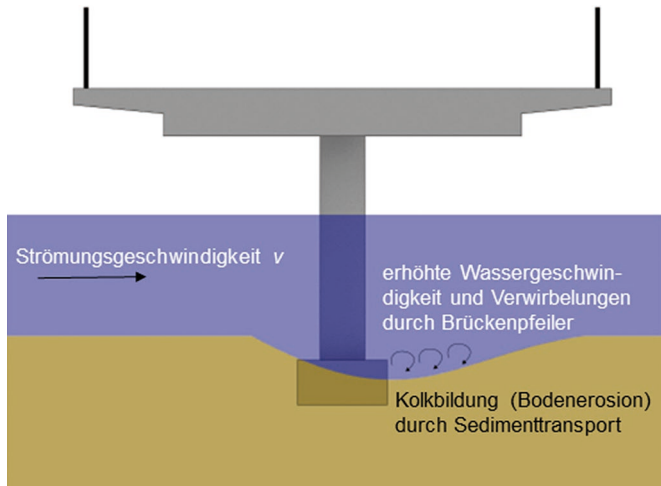 Strömungsgeschwindigkeit v
erhöhte Wassergeschwin-
digkeit und Verwirbelungen
durch Brückenpfeiler
Kolkbildung (Bodenerosion)
durch Sedimenttransport